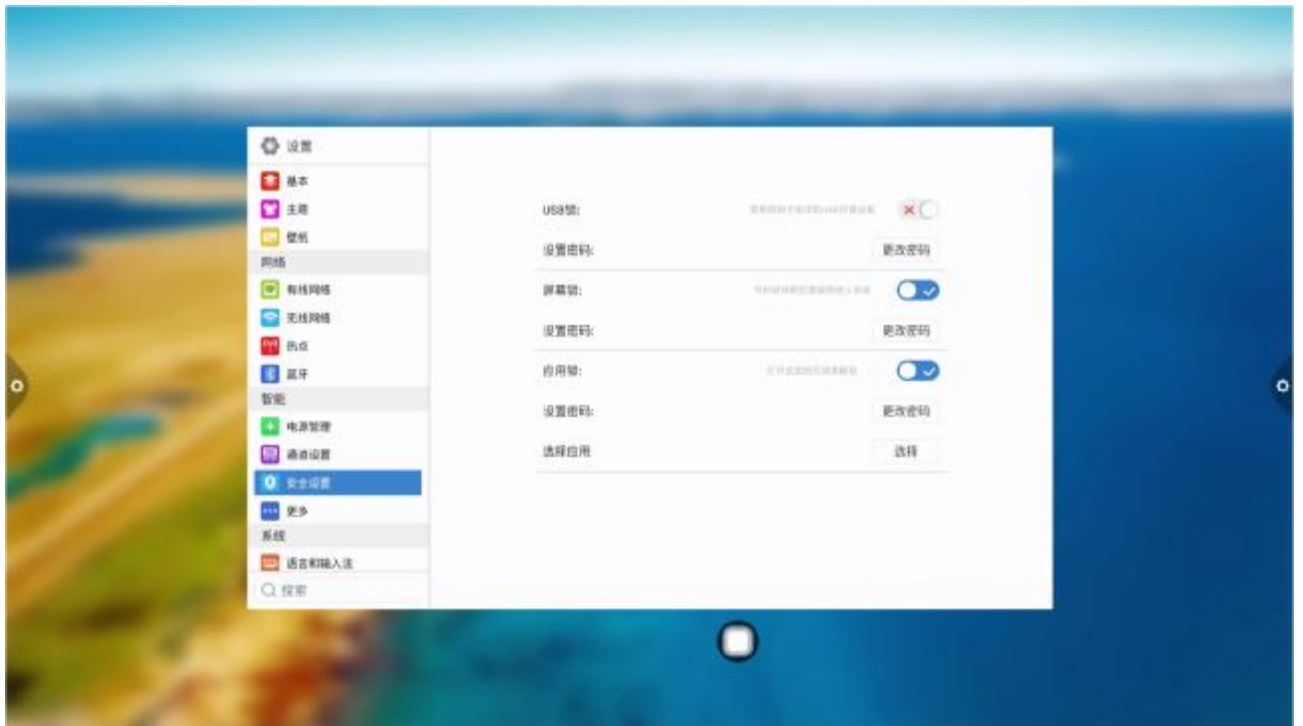 设置
基本
主题
壁纸
网络
有线网络
无线网络
热点
蓝牙
智能
电源管理
通道设置
安全设置
更多
系统
语言和输入法
搜索
USB锁:
设置密码:
更改密码
屏幕锁:
设置密码:
更改密码
应用锁:
设置密码:
更改密码
选择应用
选择